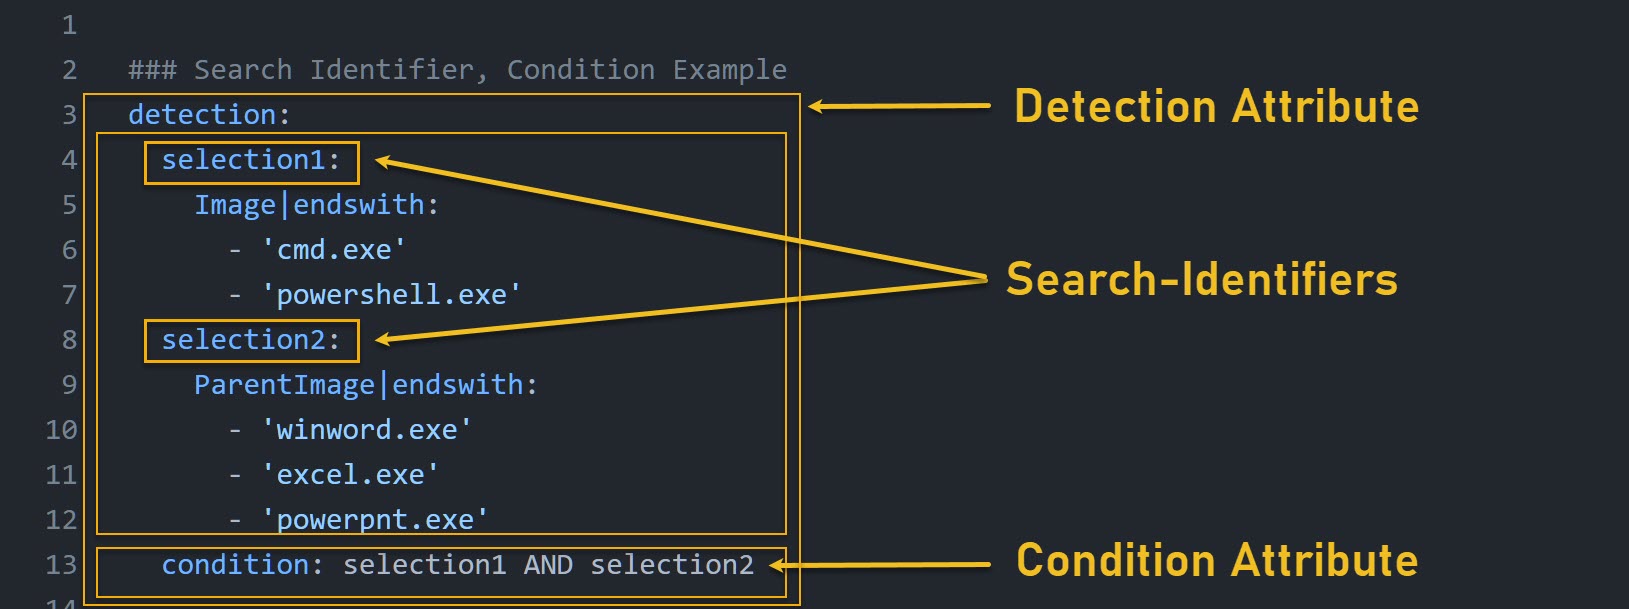 1
2 ### Search Identifier, Condition Example
3 detection:
Detection Attribute
4 selection1:
5 Image|endswith:
6 - 'cmd.exe'
Search-Identifiers
7 - 'powershell.exe'
8 selection2:
9 ParentImage|endswith:
10 - 'winword.exe'
11 - 'excel.exe'
12 - 'powerpnt.exe'
13 condition: selection1 AND selection2
Condition Attribute
14